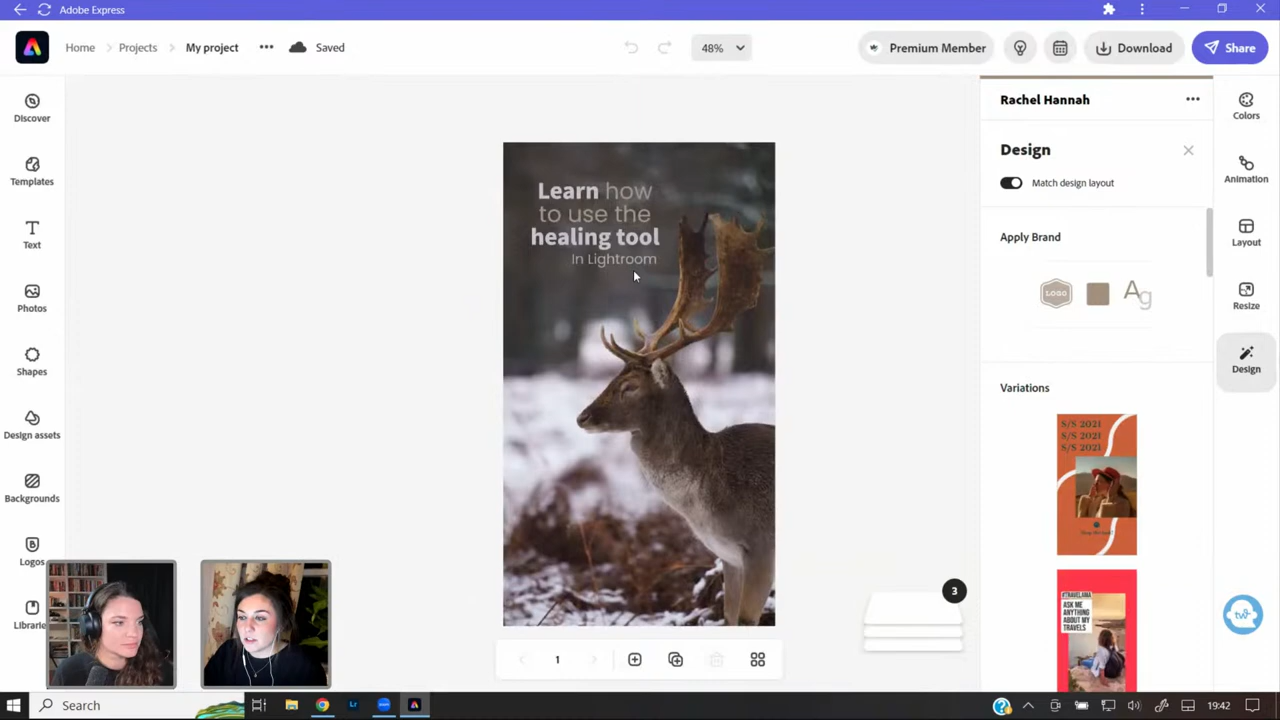 Adobe Express
Home
Projects
My project
Saved
48%
Premium Member
Download
Share
Discover
Templates
Text
Photos
Shapes
Design assets
Backgrounds
Logos
Librarie
Learn how
to use the
healing tool
In Lightroom
3
1
Rachel Hannah
Design
Match design layout
Apply Brand
LOGO
Ag
Variations
S/S 2021
S/S 2021
S/S 2021
#TRAVELAMA
ASK ME
ANYTHING
ABOUT MY
TRAVELS
Colors
Animation
Layout
Resize
Design
Search
19:42